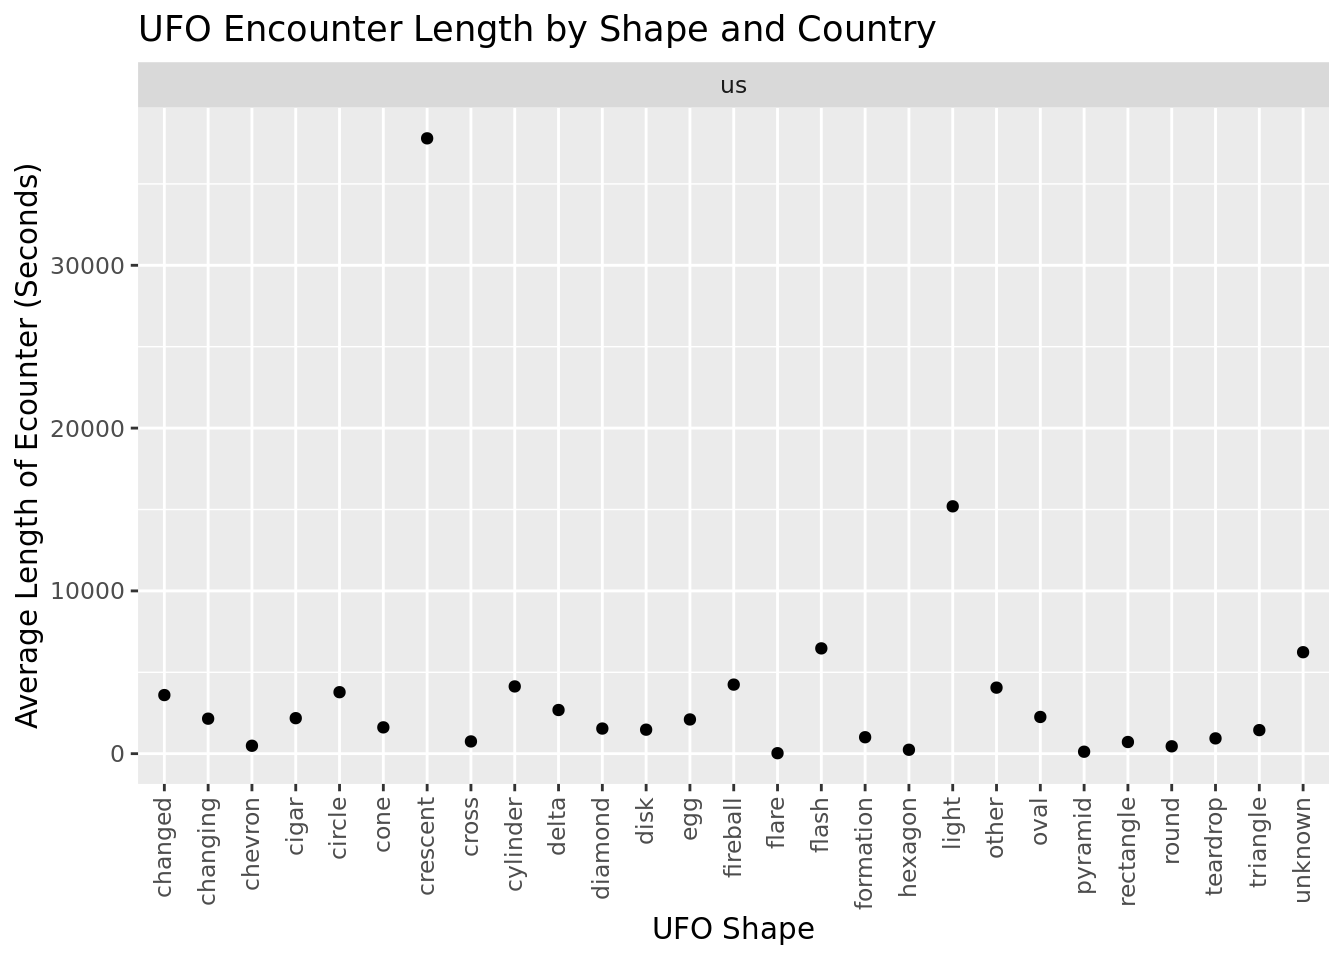 UFO Encounter Length by Shape and Country
us
Average Length of Ecounter (Seconds)
30000
20000
10000
0
changed
changing
chevron
cigar
circle
cone
crescent
cross
cylinder
delta
diamond
disk
egg
fireball
flare
flash
formation
hexagon
light
other
oval
pyramid
rectangle
round
teardrop
triangle
unknown
UFO Shape